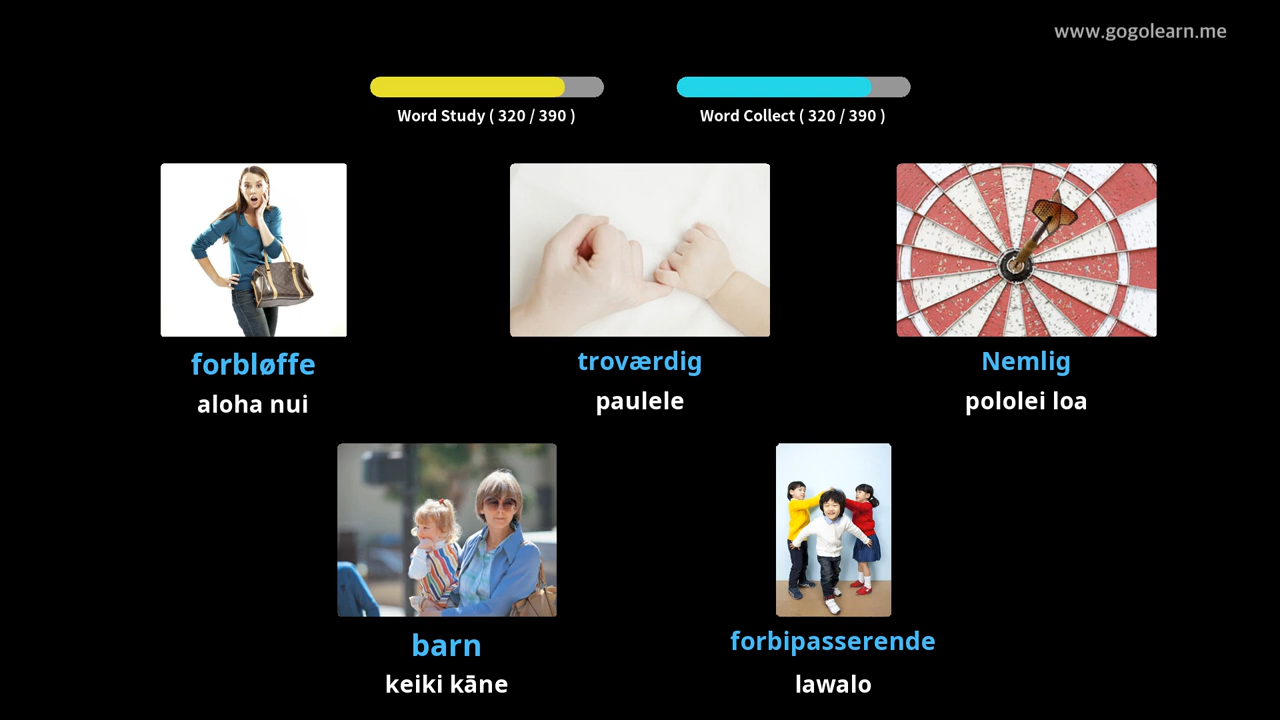 www.gogolearn.me
Word Study ( 320 / 390 )
Word Collect ( 320 / 390 )
forbløffe
troværdig
Nemlig
aloha nui
paulele
pololei loa
barn
forbipasserende
keiki kāne
lawalo